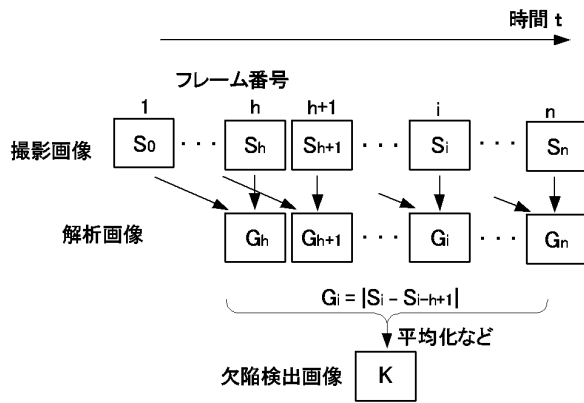 時間 t
フレーム番号
1 h h+1 i n
撮影画像 S0 ・・・ Sh Sh+1 ・・・ Si ・・・ Sn
解析画像 Gh Gh+1 ・・・ Gi ・・・ Gn
Gi = |Si − Si−h+1|
平均化など
欠陥検出画像 K